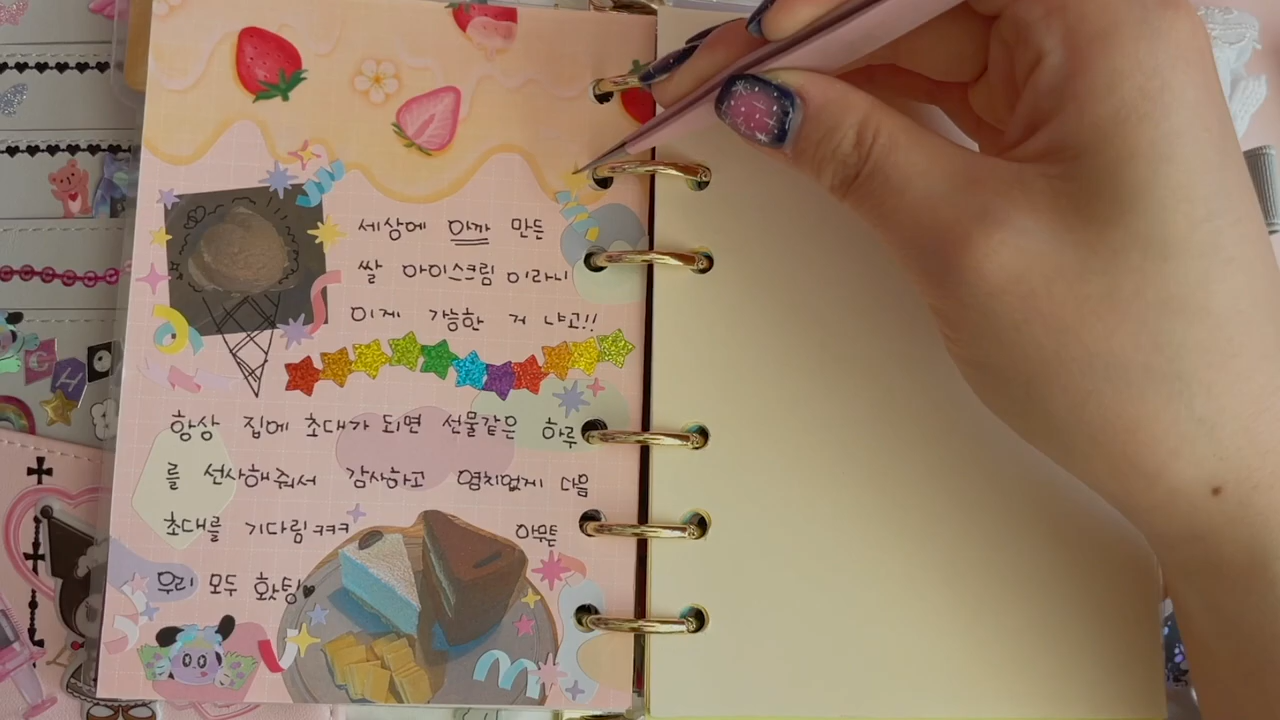 세상에 아까 만든
쌀 아이스크림 이라니
이게 가능한 거 냐고!!
항상 집에 초대가 되면 선물같은 하루
를 선사해줘서 감사하고 염치없게 다음
초대를 기다림ㅋㅋㅋ 아무튼
우리 모두 홧팅♥
G
H